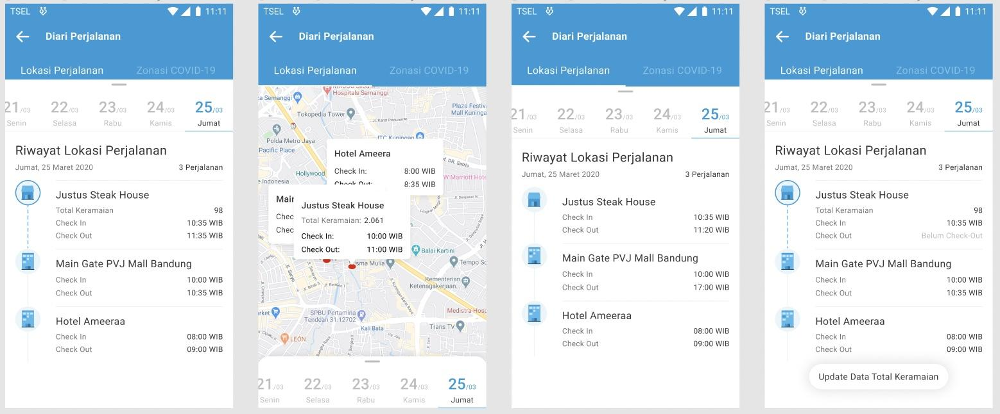 TSEL 11:11
Diari Perjalanan
Lokasi Perjalanan Zonasi COVID-19
21/03 22/03 23/03 24/03 25/03
Senin Selasa Rabu Kamis Jumat
Riwayat Lokasi Perjalanan
Jumat, 25 Maret 2020 3 Perjalanan
Justus Steak House
Total Keramaian 98
Check In 10:35 WIB
Check Out 11:35 WIB
Main Gate PVJ Mall Bandung
Check In 10:00 WIB
Check Out 10:35 WIB
Hotel Ameeraa
Check In 08:00 WIB
Check Out 09:00 WIB
TSEL 11:11
Diari Perjalanan
Lokasi Perjalanan Zonasi COVID-19
Hospitals Semanggi
za Semanggi
Plaza Festiva
Mall Kuninga
Tokopedia Tower
Jl. Karet Pedurenan
Polda Metro Jaya
ITC Kuningan
Pacific Place
Hotel Ameera
Check In: 8:00 WIB
Check Out: 8:35 WIB
of. DR. Satrio
Hollywood
W Marriott Hote
e Indonesia
Jl. Denpasar
Main
Chec
Chec
Justus Steak House
Total Keramaian: 2.061
Check In: 10:00 WIB
Check Out: 11:00 WIB
Balai Kartini
Wisma Mulia
Tempo Sc
Jl. Suryo
Kementerian
Ketenagakerjaan...
arket
SPBU Pertamina
Tendean 31.12702
Medistra Hosp
Kali Bata
Trans TV
LEÓN
21/03 22/03 23/03 24/03 25/03
Senin Selasa Rabu Kamis Jumat
TSEL 11:11
Diari Perjalanan
Lokasi Perjalanan Zonasi COVID-19
21/03 22/03 23/03 24/03 25/03
Senin Selasa Rabu Kamis Jumat
Riwayat Lokasi Perjalanan
Jumat, 25 Maret 2020 3 Perjalanan
Justus Steak House
Check In 10:35 WIB
Check Out 11:20 WIB
Main Gate PVJ Mall Bandung
Check In 10:00 WIB
Check Out 17:00 WIB
Hotel Ameeraa
Check In 08:00 WIB
Check Out 09:00 WIB
TSEL 11:11
Diari Perjalanan
Lokasi Perjalanan Zonasi COVID-19
21/03 22/03 23/03 24/03 25/03
Senin Selasa Rabu Kamis Jumat
Riwayat Lokasi Perjalanan
Jumat, 25 Maret 2020 3 Perjalanan
Justus Steak House
Total Keramaian 98
Check In 10:35 WIB
Check Out Belum Check-Out
Main Gate PVJ Mall Bandung
Check In 10:00 WIB
Check Out 10:35 WIB
Hotel Ameeraa
Check In 08:00 WIB
Check Out 09:00 WIB
Update Data Total Keramaian